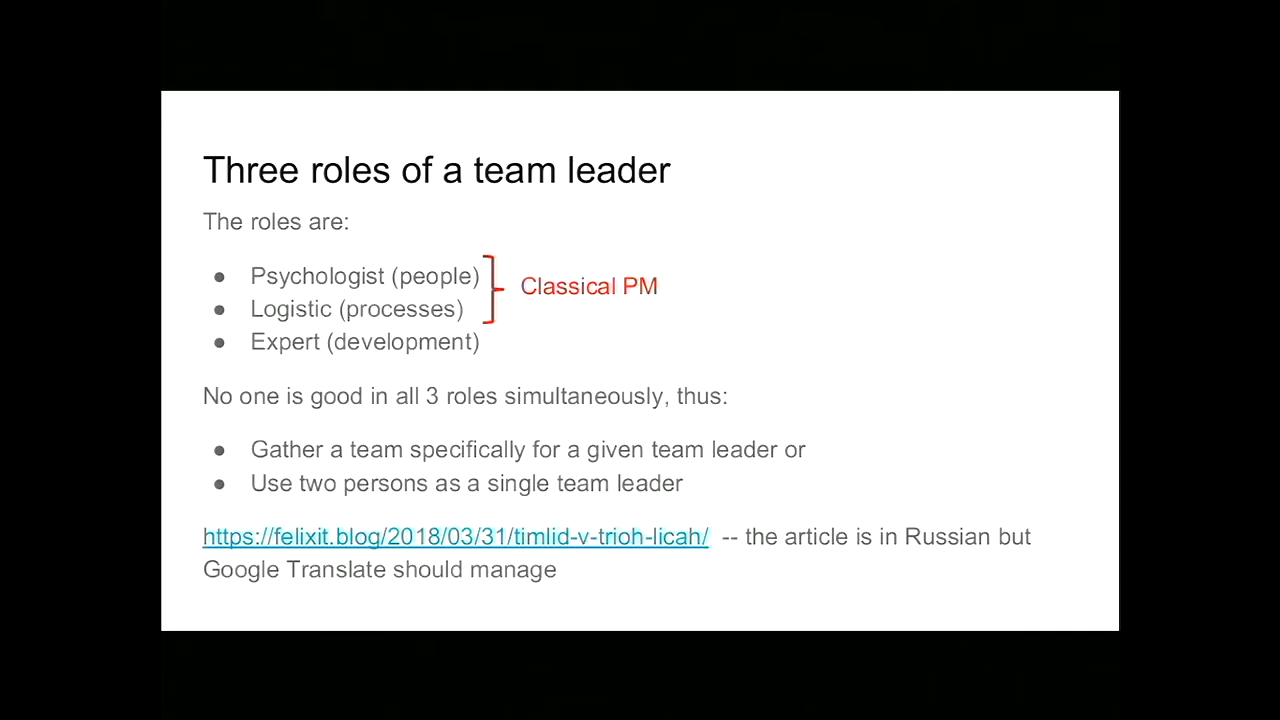 Three roles of a team leader
The roles are:
● Psychologist (people)
● Logistic (processes)
Classical PM
● Expert (development)
No one is good in all 3 roles simultaneously, thus:
● Gather a team specifically for a given team leader or
● Use two persons as a single team leader
https://felixit.blog/2018/03/31/timlid-v-trioh-licah/ -- the article is in Russian but
Google Translate should manage